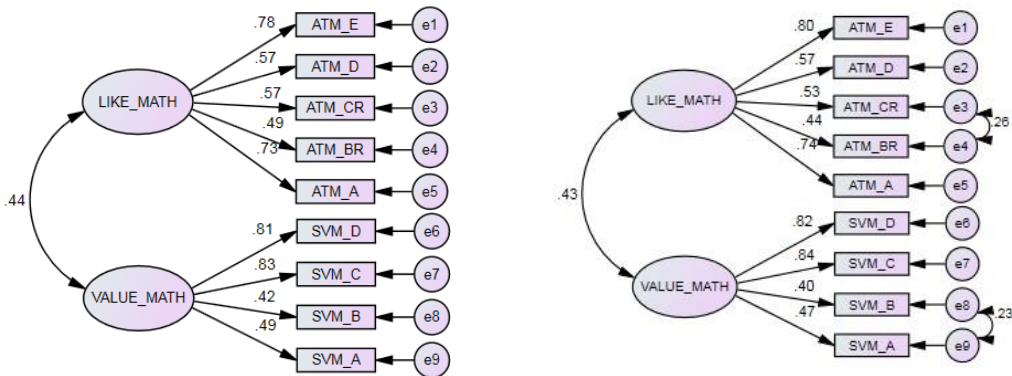 .78
ATM_E
e1
.57
ATM_D
e2
LIKE_MATH
.57
ATM_CR
e3
.49
ATM_BR
e4
.73
ATM_A
e5
.44
.81
SVM_D
e6
.83
SVM_C
e7
VALUE_MATH
.42
SVM_B
e8
.49
SVM_A
e9
.80
ATM_E
e1
.57
ATM_D
e2
LIKE_MATH
.53
ATM_CR
e3
.26
.44
ATM_BR
e4
.74
ATM_A
e5
.43
.82
SVM_D
e6
.84
SVM_C
e7
VALUE_MATH
.40
SVM_B
e8
.23
.47
SVM_A
e9